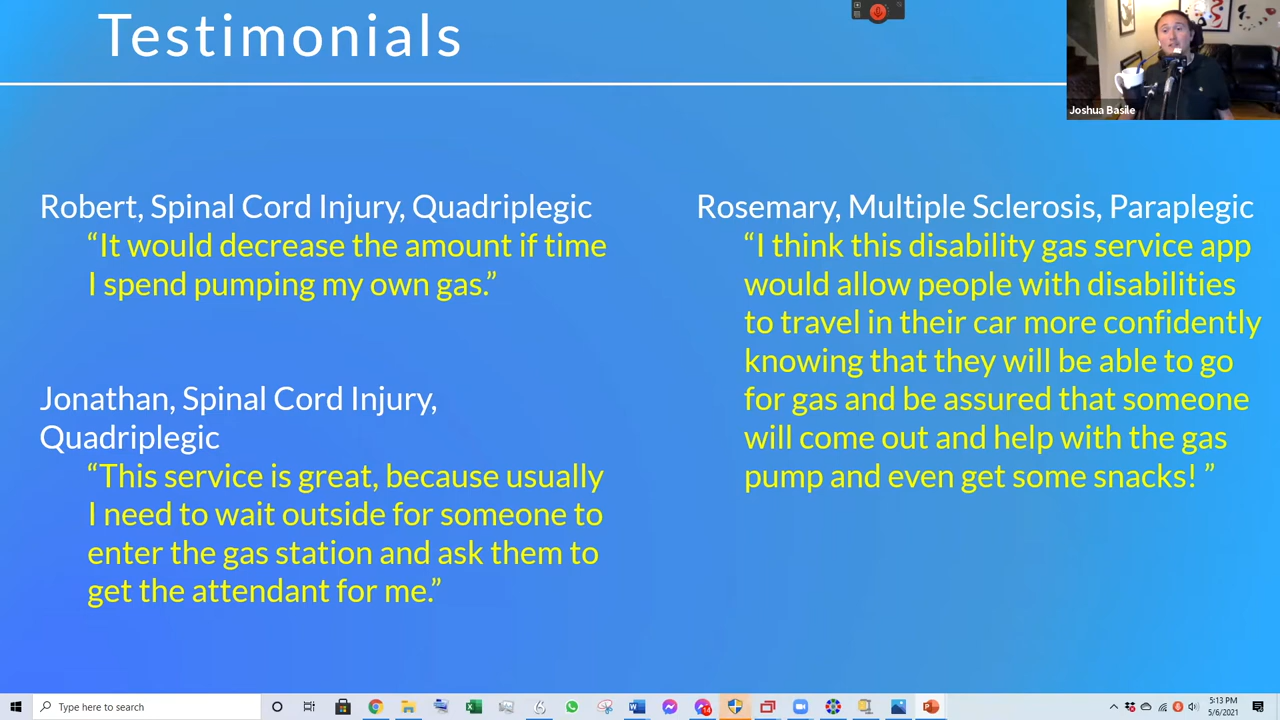 Testimonials
Joshua Basile
Robert, Spinal Cord Injury, Quadriplegic
“It would decrease the amount if time
I spend pumping my own gas.”
Jonathan, Spinal Cord Injury,
Quadriplegic
“This service is great, because usually
I need to wait outside for someone to
enter the gas station and ask them to
get the attendant for me.”
Rosemary, Multiple Sclerosis, Paraplegic
“I think this disability gas service app
would allow people with disabilities
to travel in their car more confidently
knowing that they will be able to go
for gas and be assured that someone
will come out and help with the gas
pump and even get some snacks! ”
Type here to search
14
5:13 PM
5/6/2021